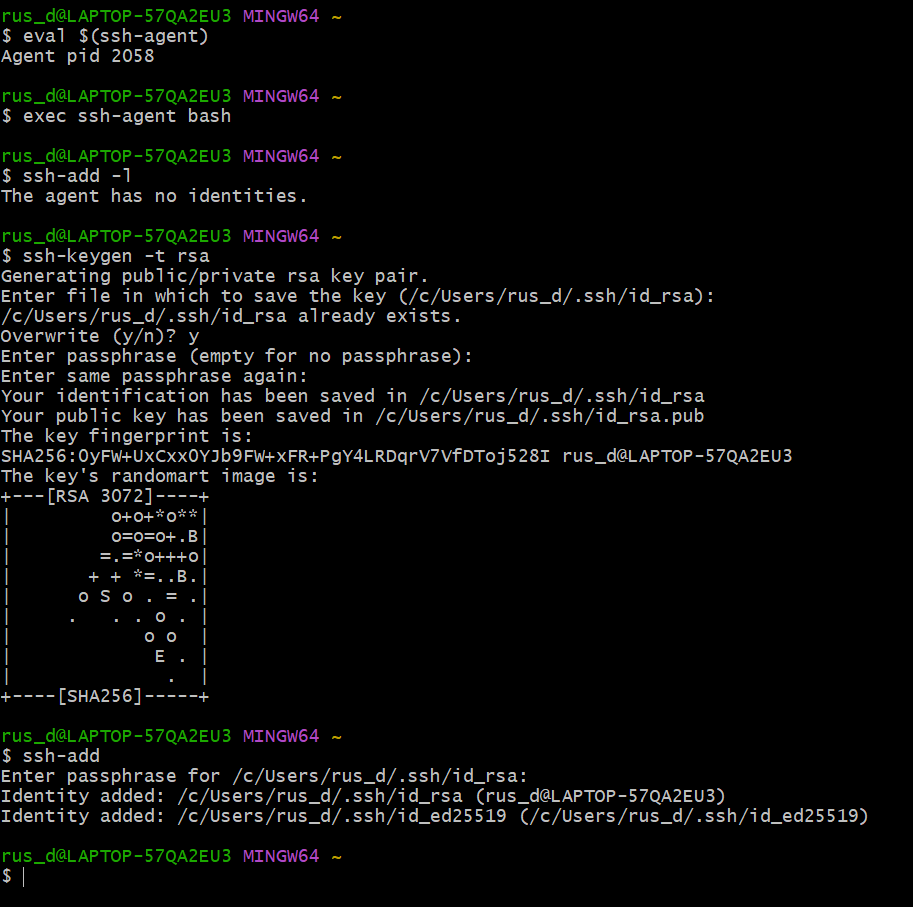 rus_d@LAPTOP-57QA2EU3 MINGW64 ~
$ eval $(ssh-agent)
Agent pid 2058

rus_d@LAPTOP-57QA2EU3 MINGW64 ~
$ exec ssh-agent bash

rus_d@LAPTOP-57QA2EU3 MINGW64 ~
$ ssh-add -l
The agent has no identities.

rus_d@LAPTOP-57QA2EU3 MINGW64 ~
$ ssh-keygen -t rsa
Generating public/private rsa key pair.
Enter file in which to save the key (/c/Users/rus_d/.ssh/id_rsa):
/c/Users/rus_d/.ssh/id_rsa already exists.
Overwrite (y/n)? y
Enter passphrase (empty for no passphrase):
Enter same passphrase again:
Your identification has been saved in /c/Users/rus_d/.ssh/id_rsa
Your public key has been saved in /c/Users/rus_d/.ssh/id_rsa.pub
The key fingerprint is:
SHA256:OyFW+UxCxxOYJb9FW+xFR+PgY4LRDqrV7VfDToj528I rus_d@LAPTOP-57QA2EU3
The key's randomart image is:
+---[RSA 3072]----+
|         o+o+*o**|
|         o=o=o+.B|
|        =.=*o+++o|
|       + + *=..B.|
|      o S o . = .|
|     .   . . o . |
|            o o  |
|             E . |
|              .  |
+----[SHA256]-----+

rus_d@LAPTOP-57QA2EU3 MINGW64 ~
$ ssh-add
Enter passphrase for /c/Users/rus_d/.ssh/id_rsa:
Identity added: /c/Users/rus_d/.ssh/id_rsa (rus_d@LAPTOP-57QA2EU3)
Identity added: /c/Users/rus_d/.ssh/id_ed25519 (/c/Users/rus_d/.ssh/id_ed25519)

rus_d@LAPTOP-57QA2EU3 MINGW64 ~
$